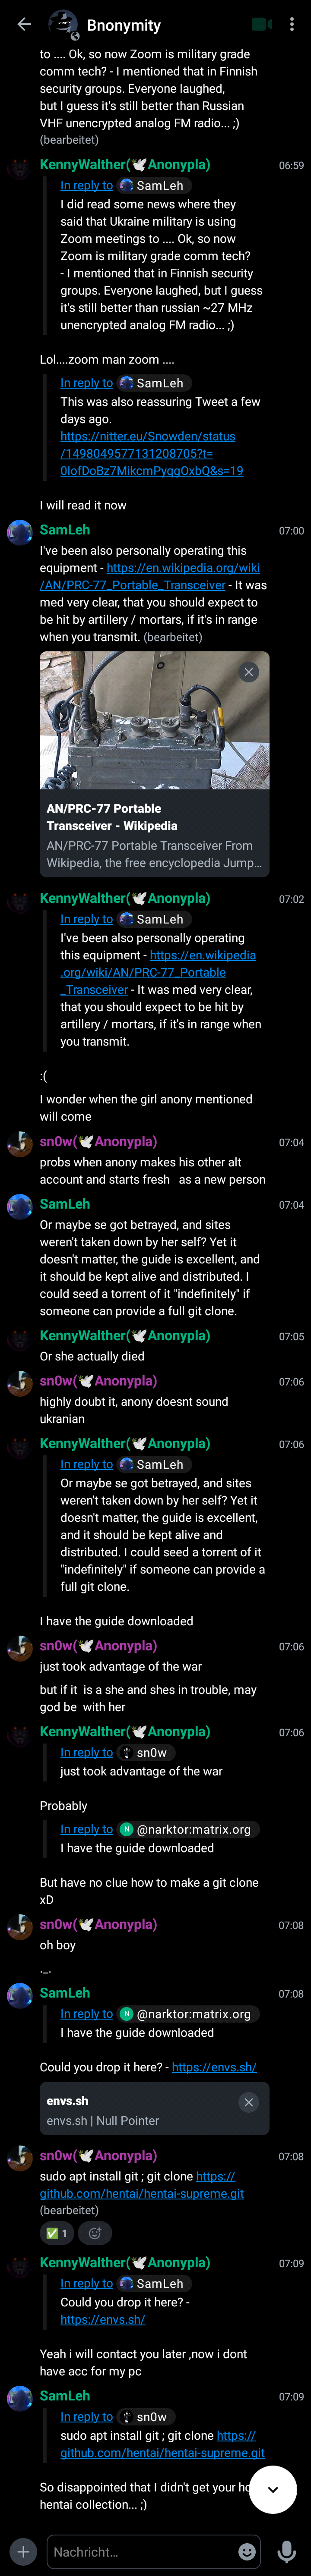 Bnonymity
to .... Ok, so now Zoom is military grade
comm tech? - I mentioned that in Finnish
security groups. Everyone laughed,
but I guess it's still better than Russian
VHF unencrypted analog FM radio... ;)
(bearbeitet)
KennyWalther(🕊Anonypla) 06:59
In reply to SamLeh
I did read some news where they
said that Ukraine military is using
Zoom meetings to .... Ok, so now
Zoom is military grade comm tech?
- I mentioned that in Finnish security
groups. Everyone laughed, but I guess
it's still better than russian ~27 MHz
unencrypted analog FM radio... ;)
Lol....zoom man zoom ....
In reply to SamLeh
This was also reassuring Tweet a few
days ago.
https://nitter.eu/Snowden/status
/1498049577131208705?t=
0IofDoBz7MikcmPyqgOxbQ&s=19
I will read it now
SamLeh 07:00
I've been also personally operating this
equipment - https://en.wikipedia.org/wiki
/AN/PRC-77_Portable_Transceiver - It was
med very clear, that you should expect to
be hit by artillery / mortars, if it's in range
when you transmit. (bearbeitet)
AN/PRC-77 Portable
Transceiver - Wikipedia
AN/PRC-77 Portable Transceiver From
Wikipedia, the free encyclopedia Jump...
KennyWalther(🕊Anonypla) 07:02
In reply to SamLeh
I've been also personally operating
this equipment - https://en.wikipedia
.org/wiki/AN/PRC-77_Portable
_Transceiver - It was med very clear,
that you should expect to be hit by
artillery / mortars, if it's in range when
you transmit.
:(
I wonder when the girl anony mentioned
will come
sn0w(🕊Anonypla) 07:04
probs when anony makes his other alt
account and starts fresh as a new person
SamLeh 07:04
Or maybe se got betrayed, and sites
weren't taken down by her self? Yet it
doesn't matter, the guide is excellent, and
it should be kept alive and distributed. I
could seed a torrent of it "indefinitely" if
someone can provide a full git clone.
KennyWalther(🕊Anonypla) 07:05
Or she actually died
sn0w(🕊Anonypla) 07:06
highly doubt it, anony doesnt sound
ukranian
KennyWalther(🕊Anonypla) 07:06
In reply to SamLeh
Or maybe se got betrayed, and sites
weren't taken down by her self? Yet it
doesn't matter, the guide is excellent,
and it should be kept alive and
distributed. I could seed a torrent of it
"indefinitely" if someone can provide a
full git clone.
I have the guide downloaded
sn0w(🕊Anonypla) 07:06
just took advantage of the war
but if it is a she and shes in trouble, may
god be with her
KennyWalther(🕊Anonypla) 07:06
In reply to sn0w
just took advantage of the war
Probably
In reply to N @narktor:matrix.org
I have the guide downloaded
But have no clue how to make a git clone
xD
sn0w(🕊Anonypla) 07:08
oh boy
._.
SamLeh 07:08
In reply to N @narktor:matrix.org
I have the guide downloaded
Could you drop it here? - https://envs.sh/
envs.sh
envs.sh | Null Pointer
sn0w(🕊Anonypla) 07:08
sudo apt install git ; git clone https://
github.com/hentai/hentai-supreme.git
(bearbeitet)
✅ 1
KennyWalther(🕊Anonypla) 07:09
In reply to SamLeh
Could you drop it here? -
https://envs.sh/
Yeah i will contact you later ,now i dont
have acc for my pc
SamLeh 07:09
In reply to sn0w
sudo apt install git ; git clone https://
github.com/hentai/hentai-supreme.git
So disappointed that I didn't get your
hentai collection... ;)
Nachricht...